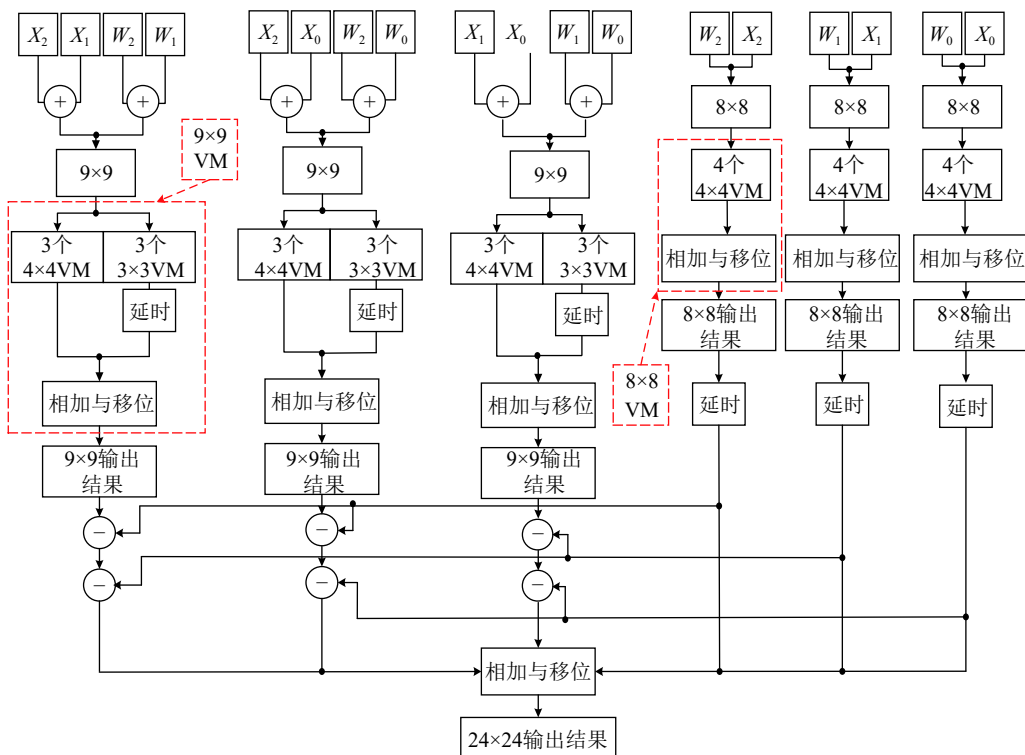 X₂ X₁ W₂ W₁
X₂ X₀ W₂ W₀
X₁ X₀ W₁ W₀
W₂ X₂
W₁ X₁
W₀ X₀
+ +
+ +
+ +
8×8
8×8
8×8
9×9
VM
9×9
9×9
9×9
4个
4×4VM
4个
4×4VM
4个
4×4VM
3个
4×4VM
3个
3×3VM
3个
4×4VM
3个
3×3VM
3个
4×4VM
3个
3×3VM
相加与移位
相加与移位
相加与移位
延时
延时
延时
8×8输出
结果
8×8输出
结果
8×8输出
结果
8×8
VM
相加与移位
相加与移位
相加与移位
延时
延时
延时
9×9输出
结果
9×9输出
结果
9×9输出
结果
− − −
− − −
相加与移位
24×24输出结果